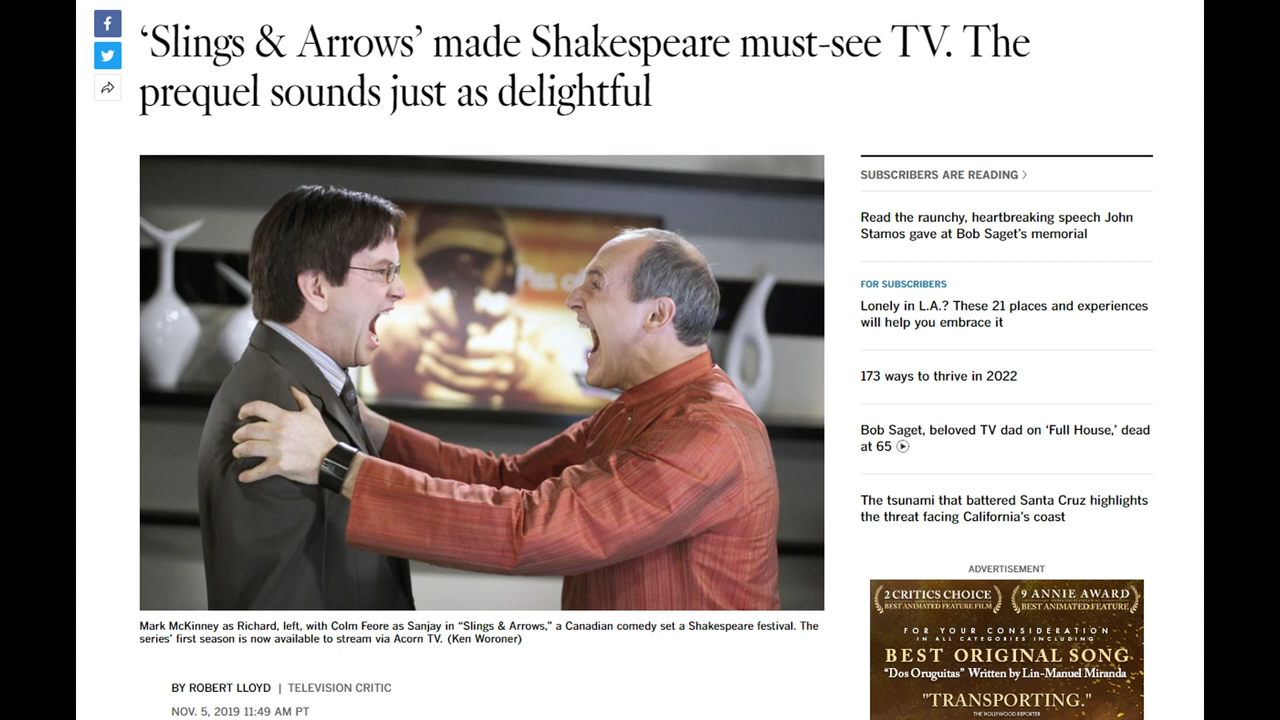 ‘Slings & Arrows’ made Shakespeare must-see TV. The
prequel sounds just as delightful
Mark McKinney as Richard, left, with Colm Feore as Sanjay in “Slings & Arrows,” a Canadian comedy set a Shakespeare festival. The
series’ first season is now available to stream via Acorn TV. (Ken Woroner)
BY ROBERT LLOYD | TELEVISION CRITIC
NOV. 5, 2019 11:49 AM PT
SUBSCRIBERS ARE READING >
Read the raunchy, heartbreaking speech John
Stamos gave at Bob Saget’s memorial
FOR SUBSCRIBERS
Lonely in L.A.? These 21 places and experiences
will help you embrace it
173 ways to thrive in 2022
Bob Saget, beloved TV dad on ‘Full House,’ dead
at 65
The tsunami that battered Santa Cruz highlights
the threat facing California’s coast
ADVERTISEMENT
2 CRITICS CHOICE
BEST ANIMATED FEATURE FILM
9 ANNIE AWARD
BEST ANIMATED FEATURE
FOR YOUR CONSIDERATION
IN ALL CATEGORIES INCLUDING
BEST ORIGINAL SONG
“Dos Oruguitas” Written by Lin-Manuel Miranda
"TRANSPORTING."
THE HOLLYWOOD REPORTER